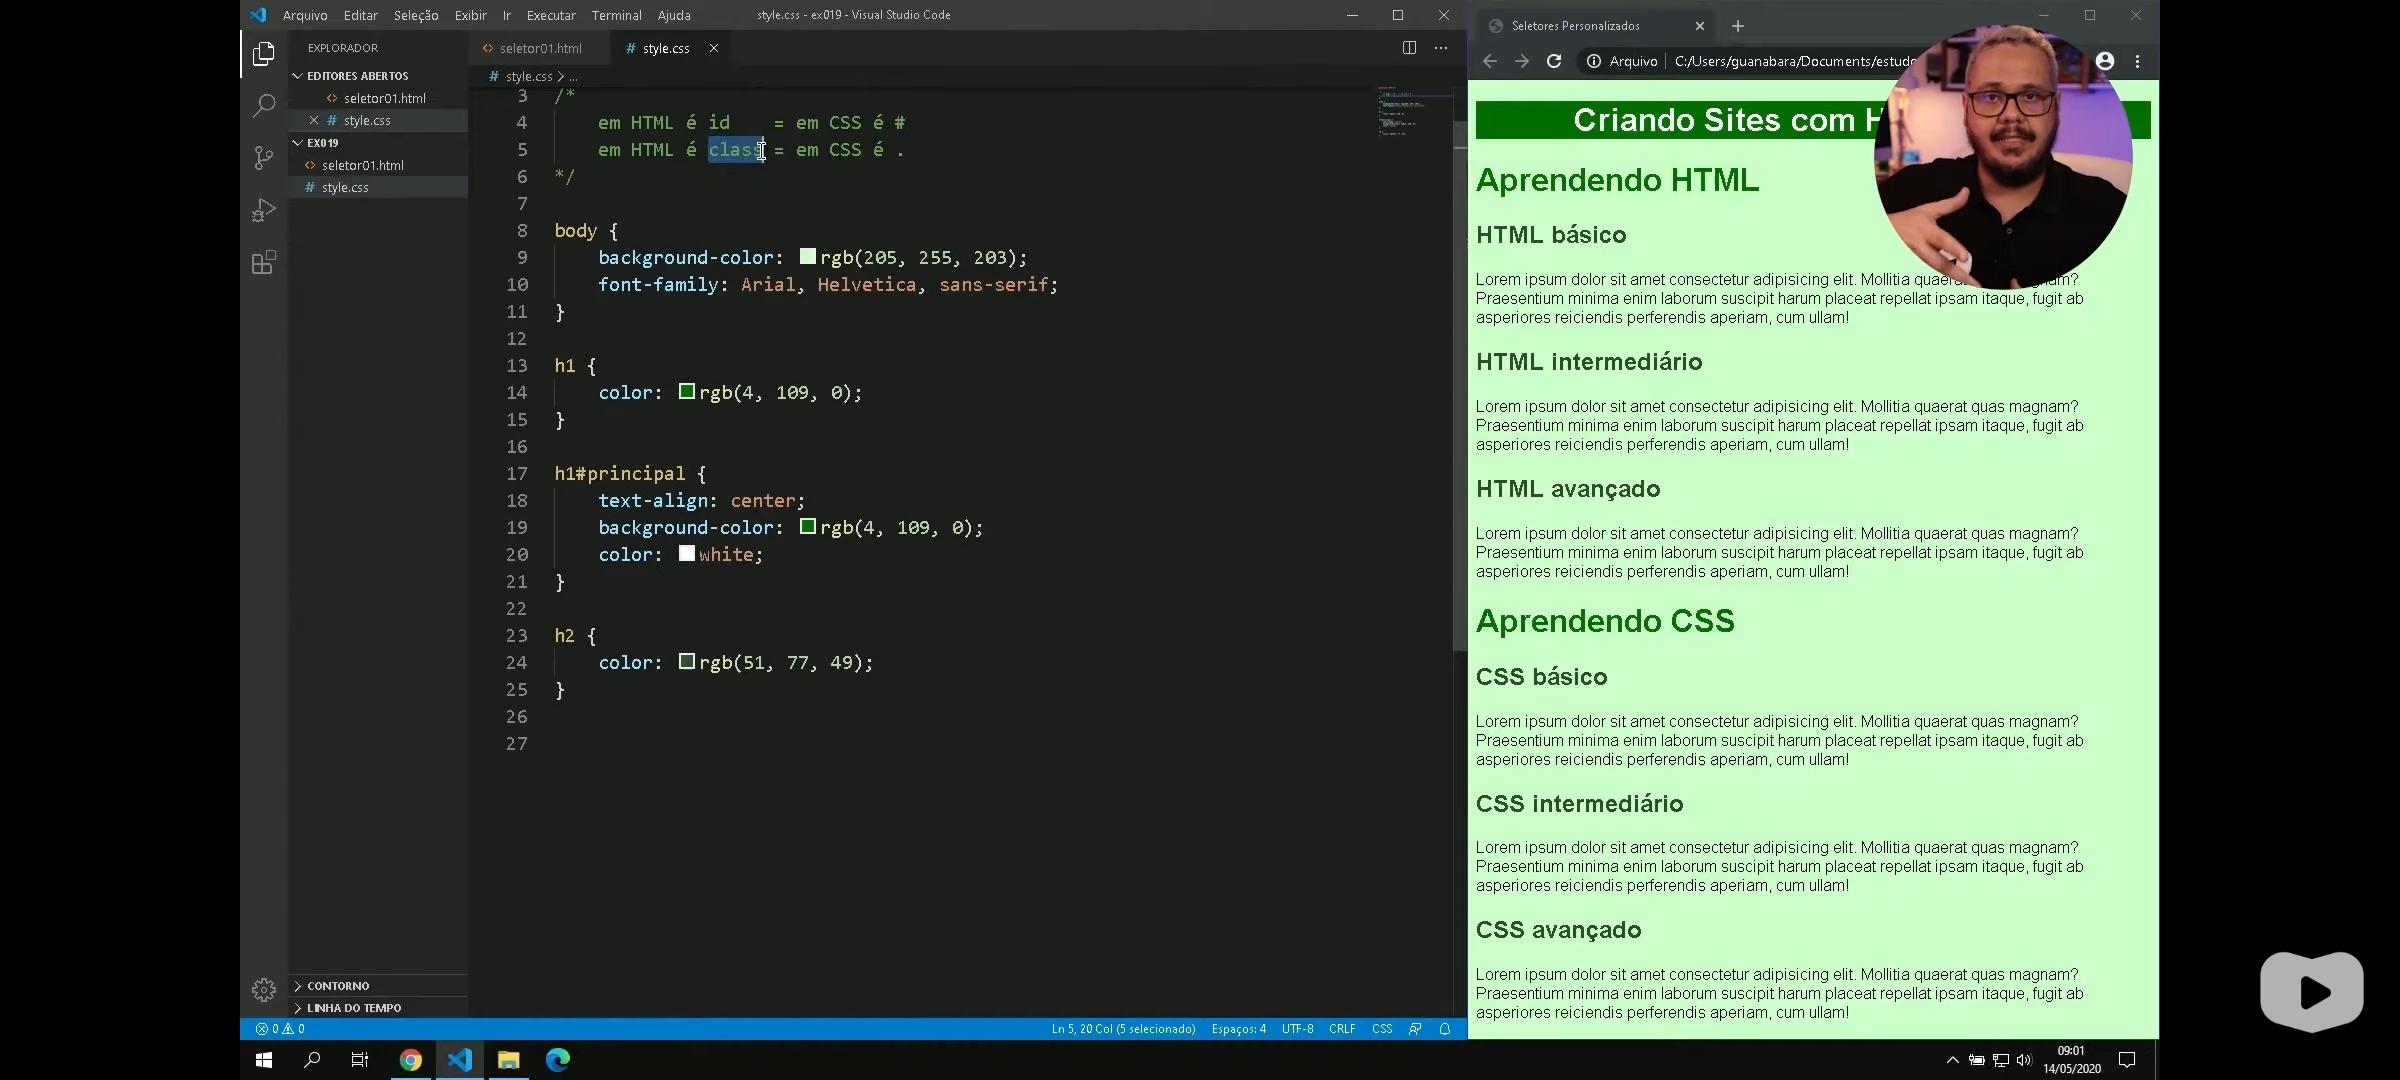 Arquivo Editar Seleção Exibir Ir Executar Terminal Ajuda
style.css - ex019 - Visual Studio Code
EXPLORADOR
EDITORES ABERTOS
seletor01.html
style.css
EX019
seletor01.html
style.css
CONTORNO
LINHA DO TEMPO
seletor01.html
style.css
style.css > ...
3 /*
4 em HTML é id = em CSS é #
5 em HTML é class = em CSS é .
6 */
7
8 body {
9 background-color: rgb(205, 255, 203);
10 font-family: Arial, Helvetica, sans-serif;
11 }
12
13 h1 {
14 color: rgb(4, 109, 0);
15 }
16
17 h1#principal {
18 text-align: center;
19 background-color: rgb(4, 109, 0);
20 color: white;
21 }
22
23 h2 {
24 color: rgb(51, 77, 49);
25 }
26
27
0 0
Ln 5, 20 Col (5 selecionado) Espaços: 4 UTF-8 CRLF CSS
Seletores Personalizados
Arquivo C:/Users/guanabara/Documents/estudo
Criando Sites com H
Aprendendo HTML
HTML básico
Lorem ipsum dolor sit amet consectetur adipisicing elit. Mollitia quaerat
Praesentium minima enim laborum suscipit harum placeat repellat ipsam itaque, fugit ab
asperiores reiciendis perferendis aperiam, cum ullam!
HTML intermediário
Lorem ipsum dolor sit amet consectetur adipisicing elit. Mollitia quaerat quas magnam?
Praesentium minima enim laborum suscipit harum placeat repellat ipsam itaque, fugit ab
asperiores reiciendis perferendis aperiam, cum ullam!
HTML avançado
Lorem ipsum dolor sit amet consectetur adipisicing elit. Mollitia quaerat quas magnam?
Praesentium minima enim laborum suscipit harum placeat repellat ipsam itaque, fugit ab
asperiores reiciendis perferendis aperiam, cum ullam!
Aprendendo CSS
CSS básico
Lorem ipsum dolor sit amet consectetur adipisicing elit. Mollitia quaerat quas magnam?
Praesentium minima enim laborum suscipit harum placeat repellat ipsam itaque, fugit ab
asperiores reiciendis perferendis aperiam, cum ullam!
CSS intermediário
Lorem ipsum dolor sit amet consectetur adipisicing elit. Mollitia quaerat quas magnam?
Praesentium minima enim laborum suscipit harum placeat repellat ipsam itaque, fugit ab
asperiores reiciendis perferendis aperiam, cum ullam!
CSS avançado
Lorem ipsum dolor sit amet consectetur adipisicing elit. Mollitia quaerat quas magnam?
Praesentium minima enim laborum suscipit harum placeat repellat ipsam itaque, fugit ab
asperiores reiciendis perferendis aperiam, cum ullam!
09:01
14/05/2020